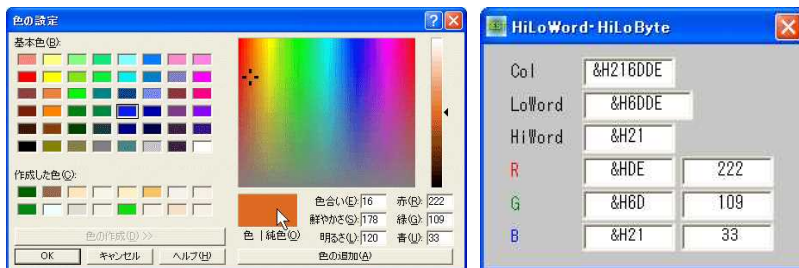 色の設定
基本色(B):
作成した色(C):
色の作成(D) >>
OK キャンセル ヘルプ(H)
色 | 純色(O)
色合い(E): 16 赤(R): 222
鮮やかさ(S): 178 緑(G): 109
明るさ(L): 120 青(U): 33
色の追加(A)
HiLoWord・HiLoByte
Col &H216DDE
LoWord &H6DDE
HiWord &H21
R &HDE 222
G &H6D 109
B &H21 33